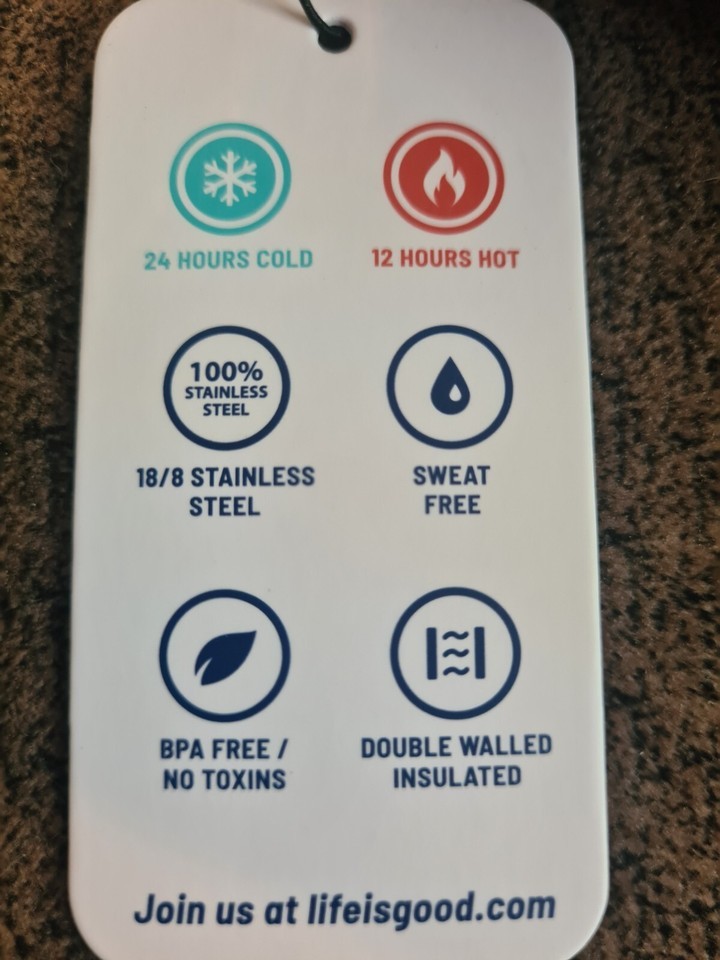 24 HOURS COLD
12 HOURS HOT
100%
STAINLESS
STEEL
18/8 STAINLESS
STEEL
SWEAT
FREE
BPA FREE /
NO TOXINS
DOUBLE WALLED
INSULATED
Join us at lifeisgood.com